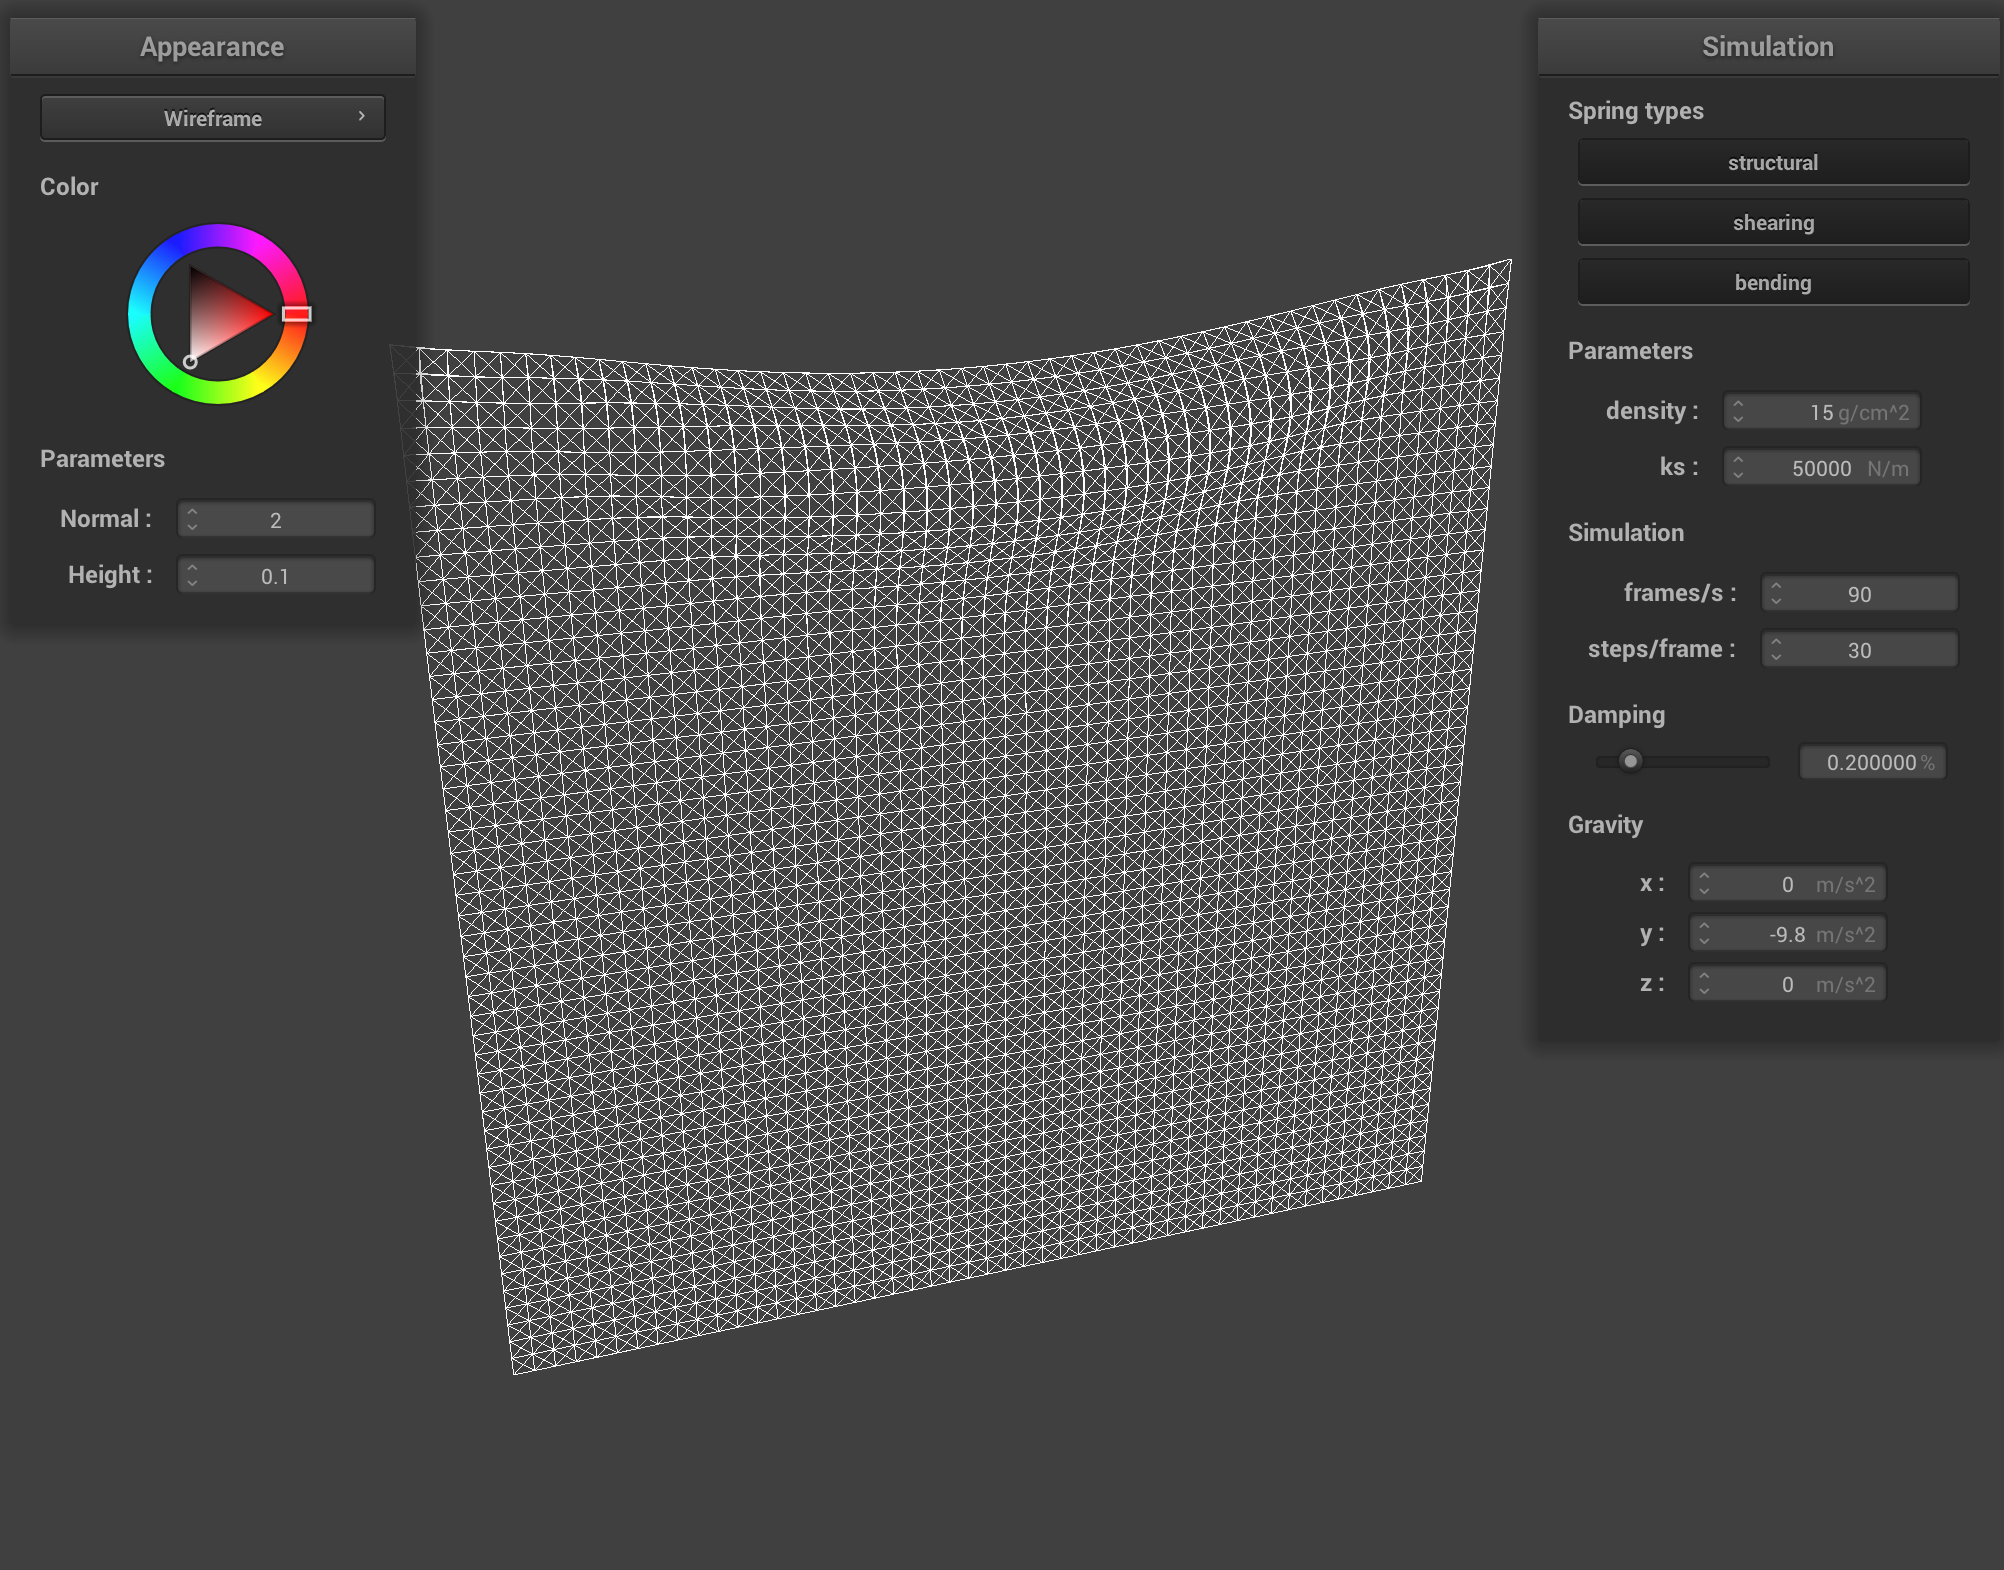 Appearance
Wireframe
Color
Parameters
Normal : 2
Height : 0.1
Simulation
Spring types
structural
shearing
bending
Parameters
density : 15 g/cm^2
ks : 50000 N/m
Simulation
frames/s : 90
steps/frame : 30
Damping
0.200000 %
Gravity
x : 0 m/s^2
y : -9.8 m/s^2
z : 0 m/s^2